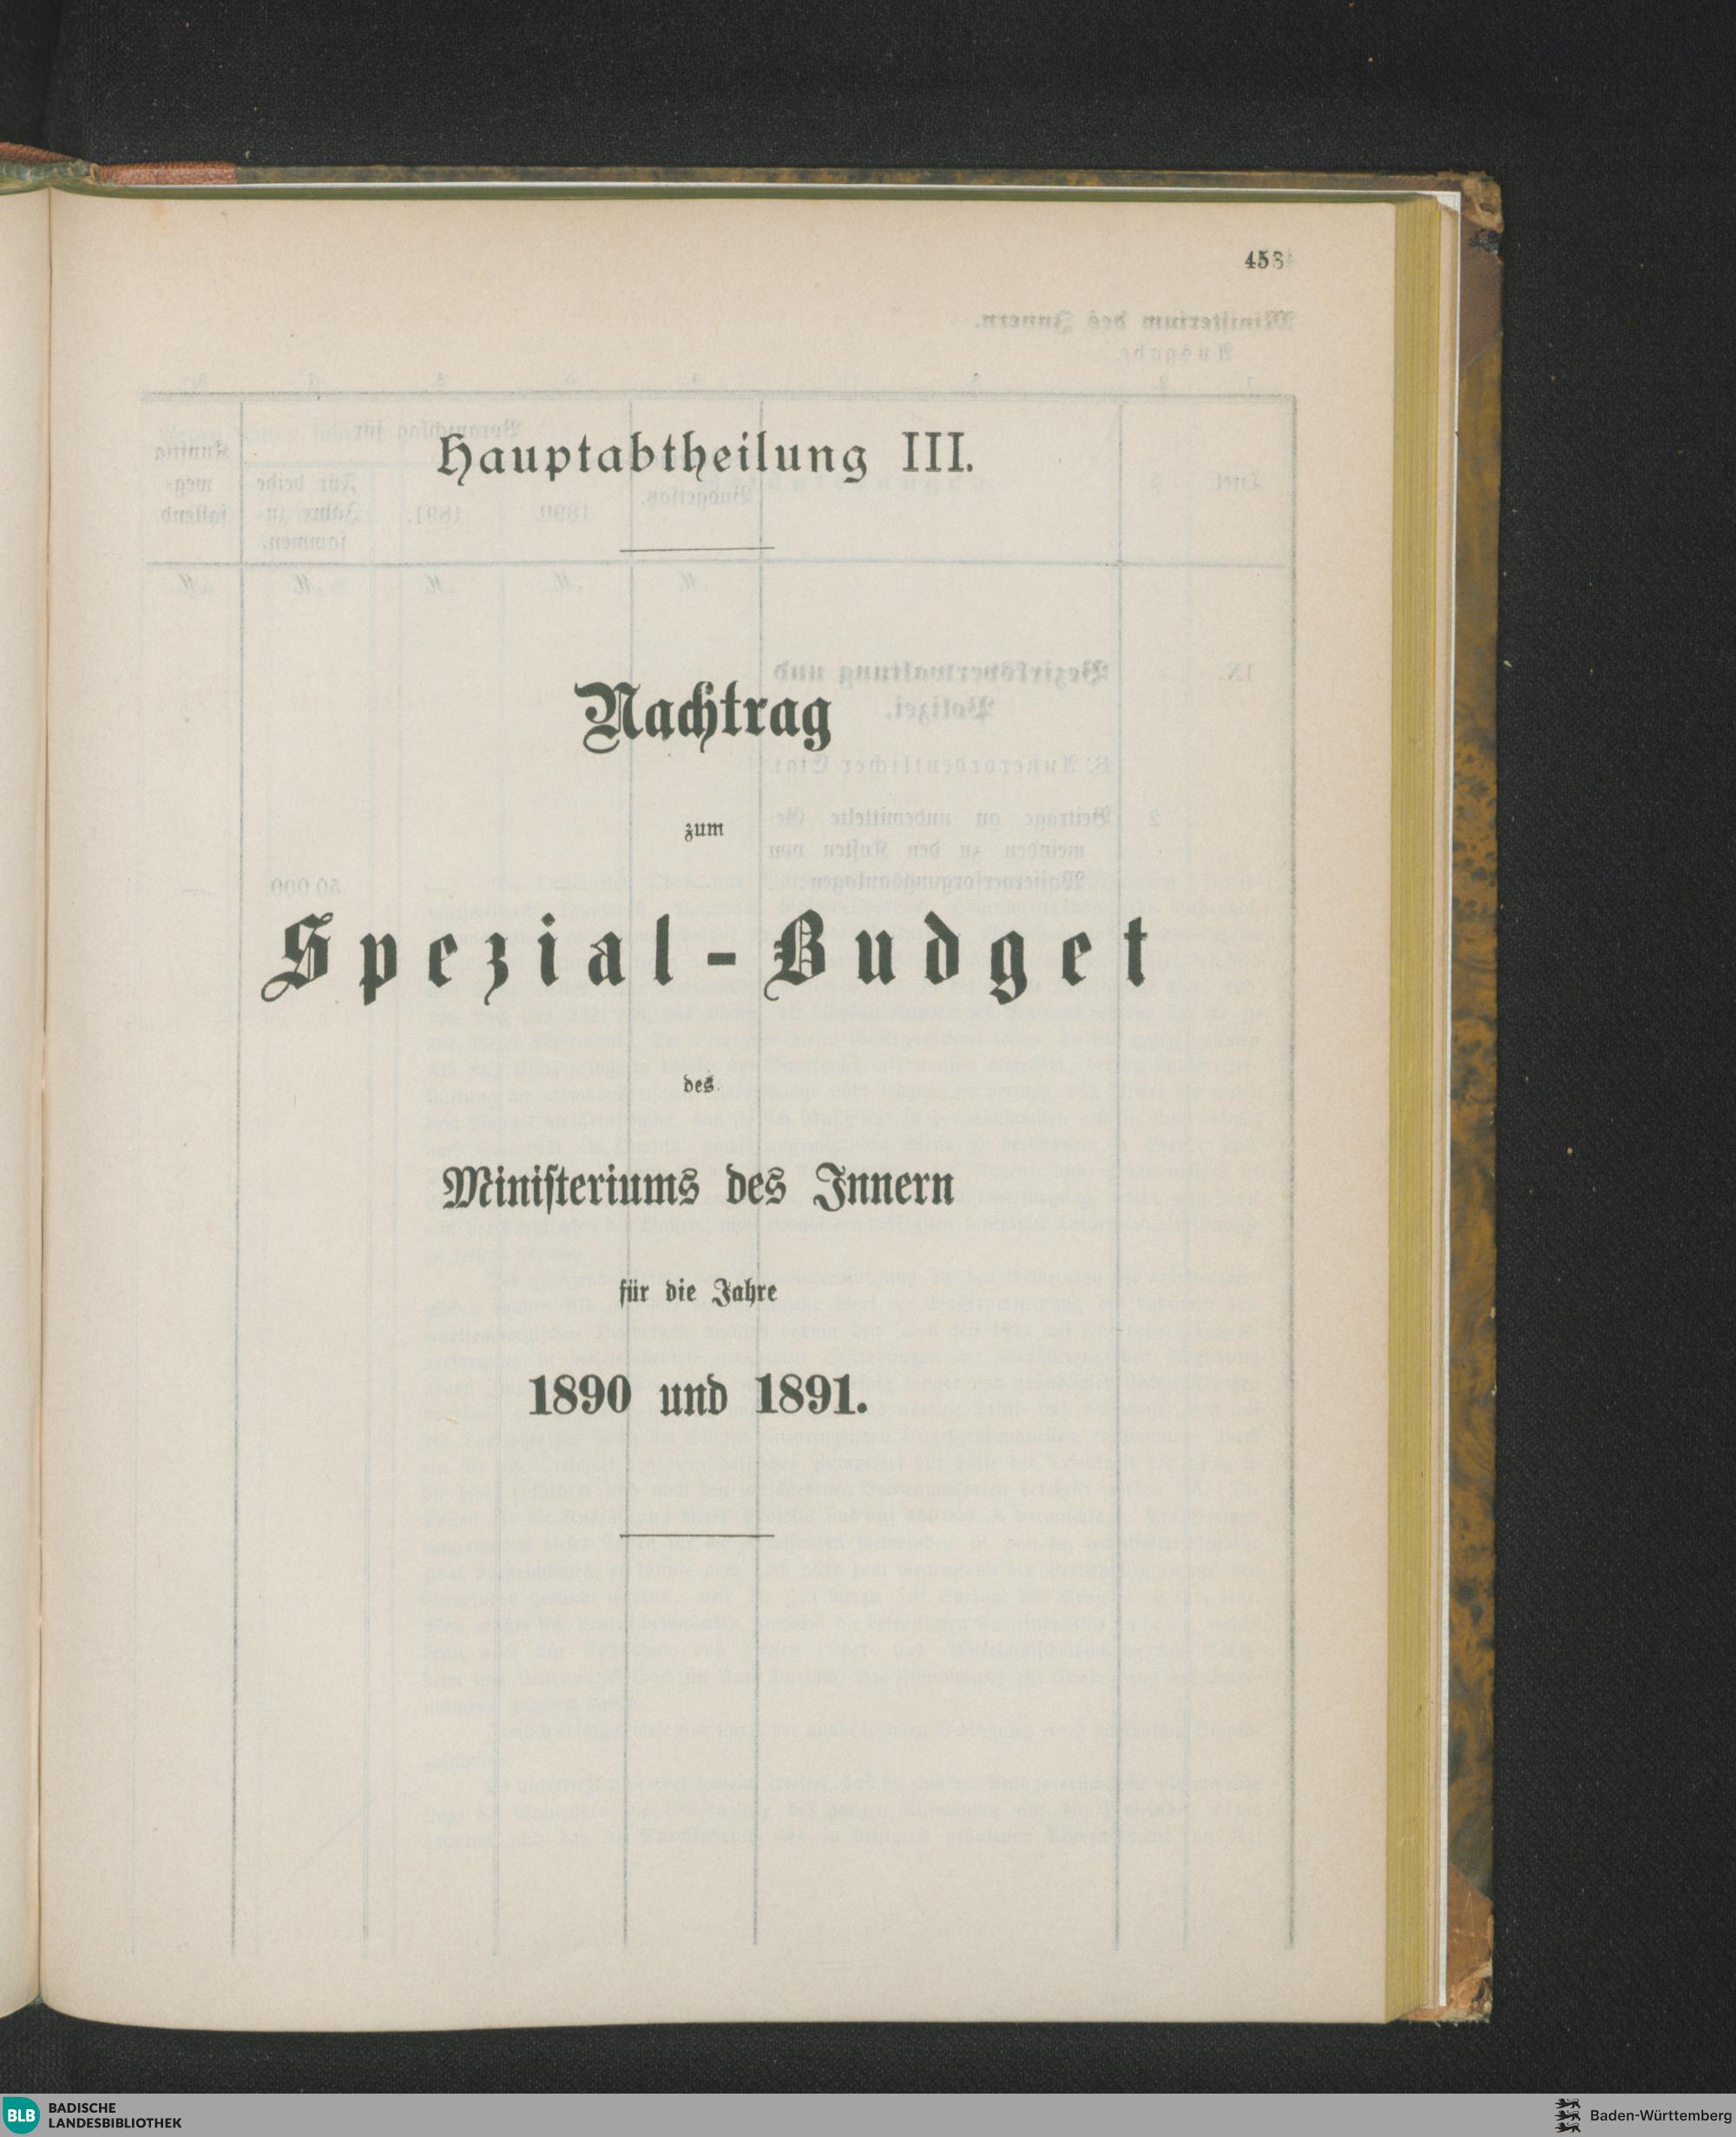 453
Hauptabtheilung III.
Nachtrag
zum
Spezial-Budget
des
Ministeriums des Innern
für die Jahre
1890 und 1891.
BLB BADISCHE
LANDESBIBLIOTHEK
Baden-Württemberg